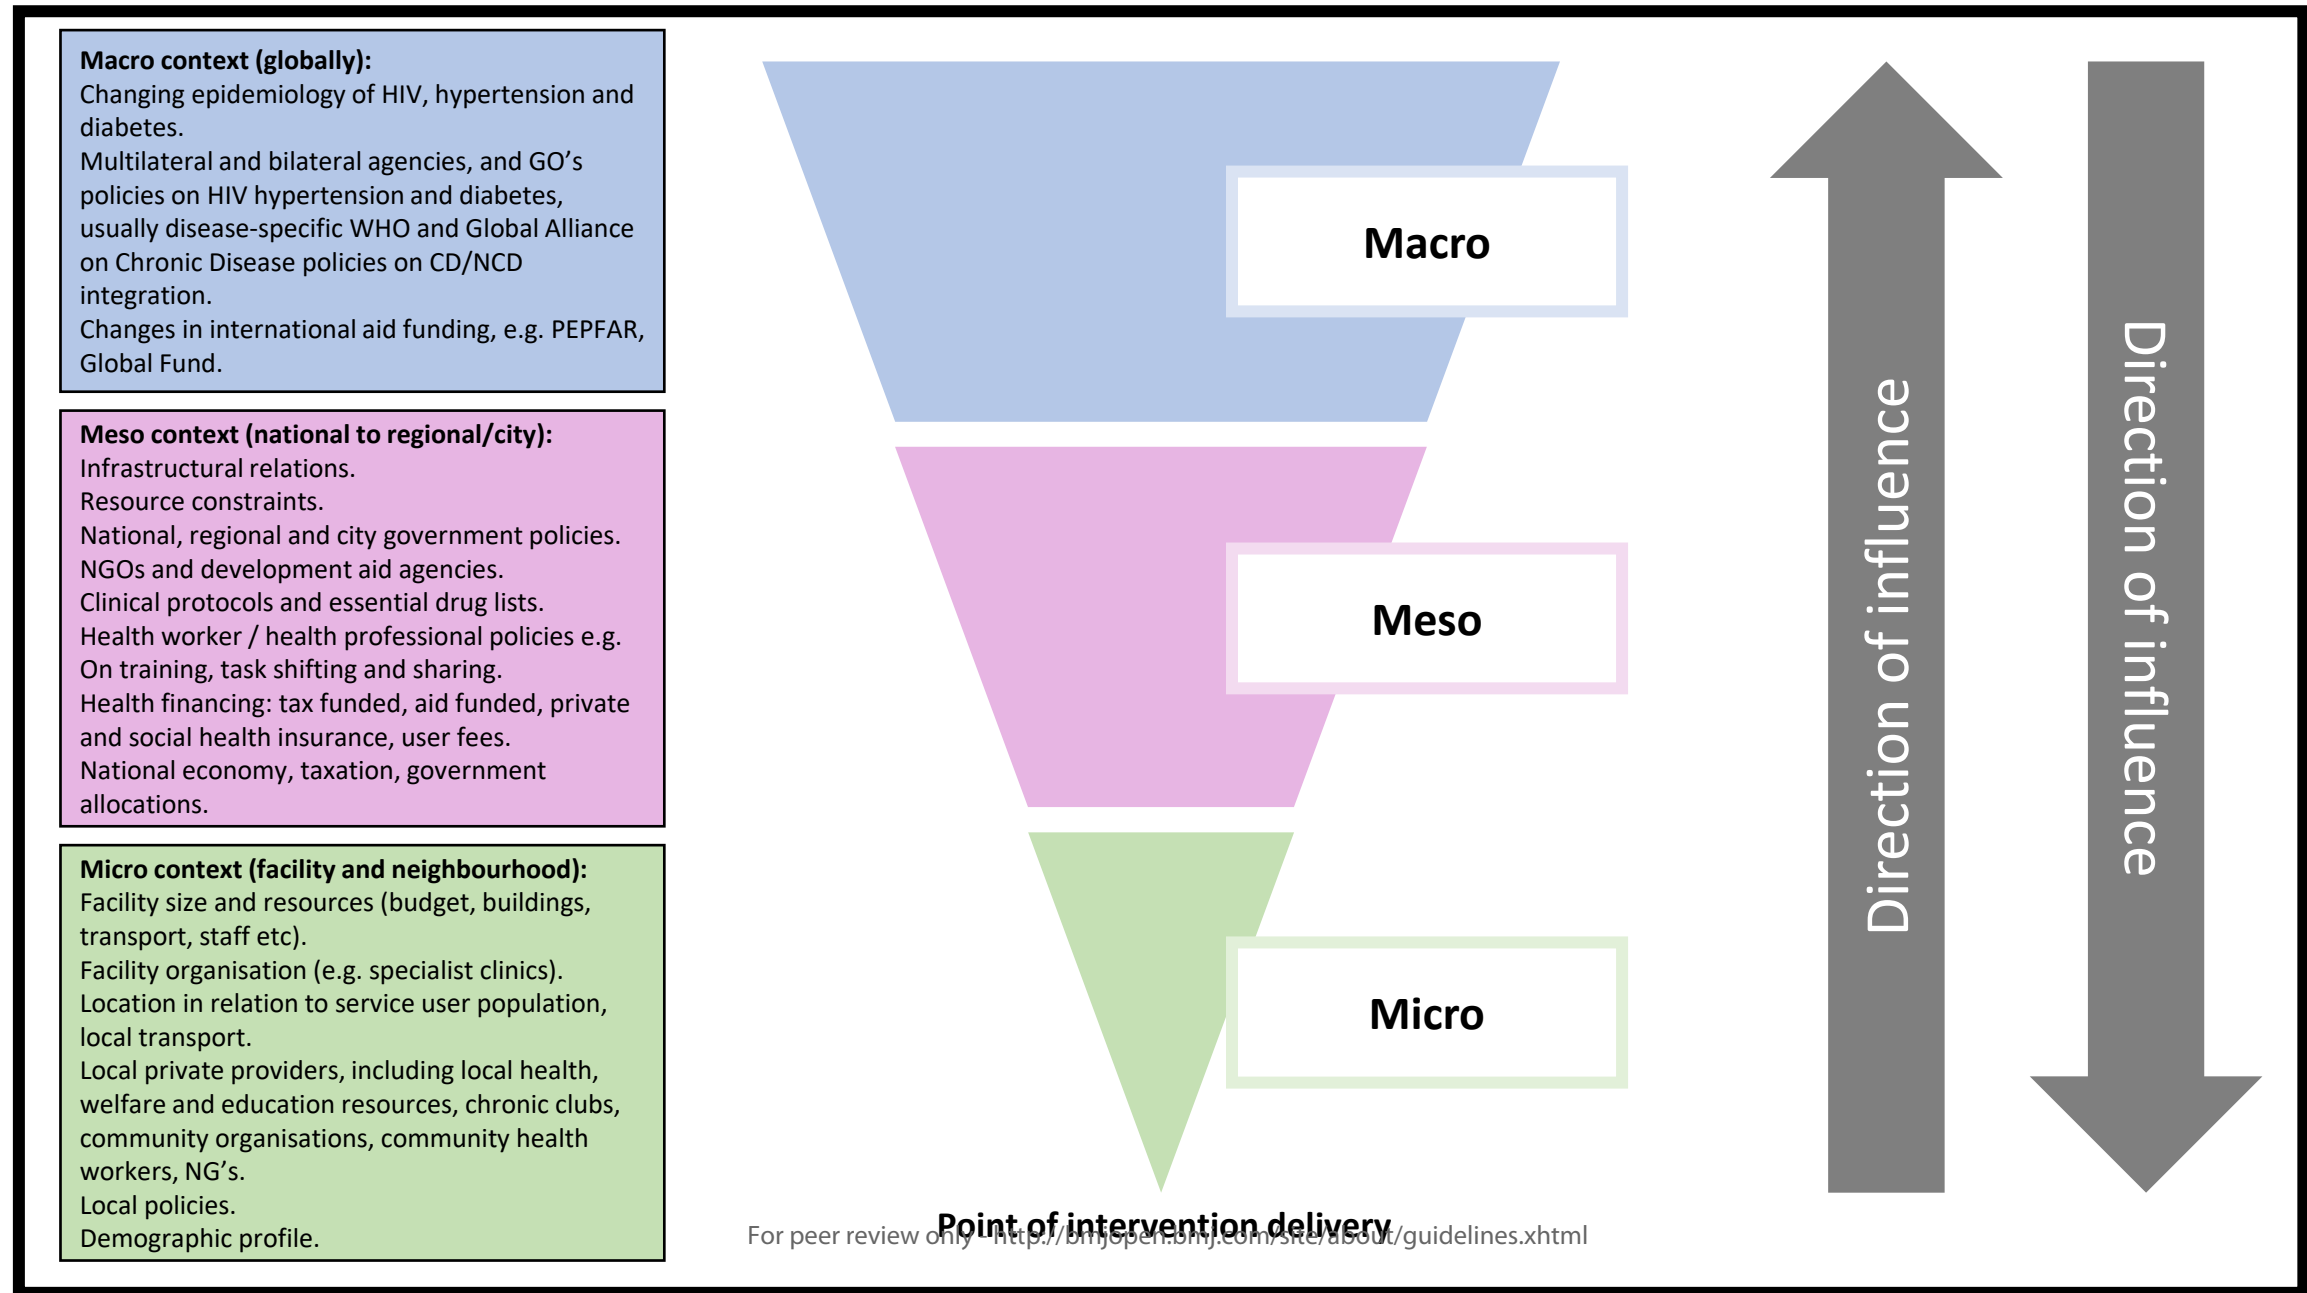 Macro context (globally):
Changing epidemiology of HIV, hypertension and
diabetes.
Multilateral and bilateral agencies, and GO’s
policies on HIV hypertension and diabetes,
usually disease-specific WHO and Global Alliance
on Chronic Disease policies on CD/NCD
integration.
Changes in international aid funding, e.g. PEPFAR,
Global Fund.
Meso context (national to regional/city):
Infrastructural relations.
Resource constraints.
National, regional and city government policies.
NGOs and development aid agencies.
Clinical protocols and essential drug lists.
Health worker / health professional policies e.g.
On training, task shifting and sharing.
Health financing: tax funded, aid funded, private
and social health insurance, user fees.
National economy, taxation, government
allocations.
Micro context (facility and neighbourhood):
Facility size and resources (budget, buildings,
transport, staff etc).
Facility organisation (e.g. specialist clinics).
Location in relation to service user population,
local transport.
Local private providers, including local health,
welfare and education resources, chronic clubs,
community organisations, community health
workers, NG’s.
Local policies.
Demographic profile.
Macro
Meso
Micro
Point of intervention delivery
For peer review only - http://bmjopen.bmj.com/site/about/guidelines.xhtml
Direction of influence
Direction of influence